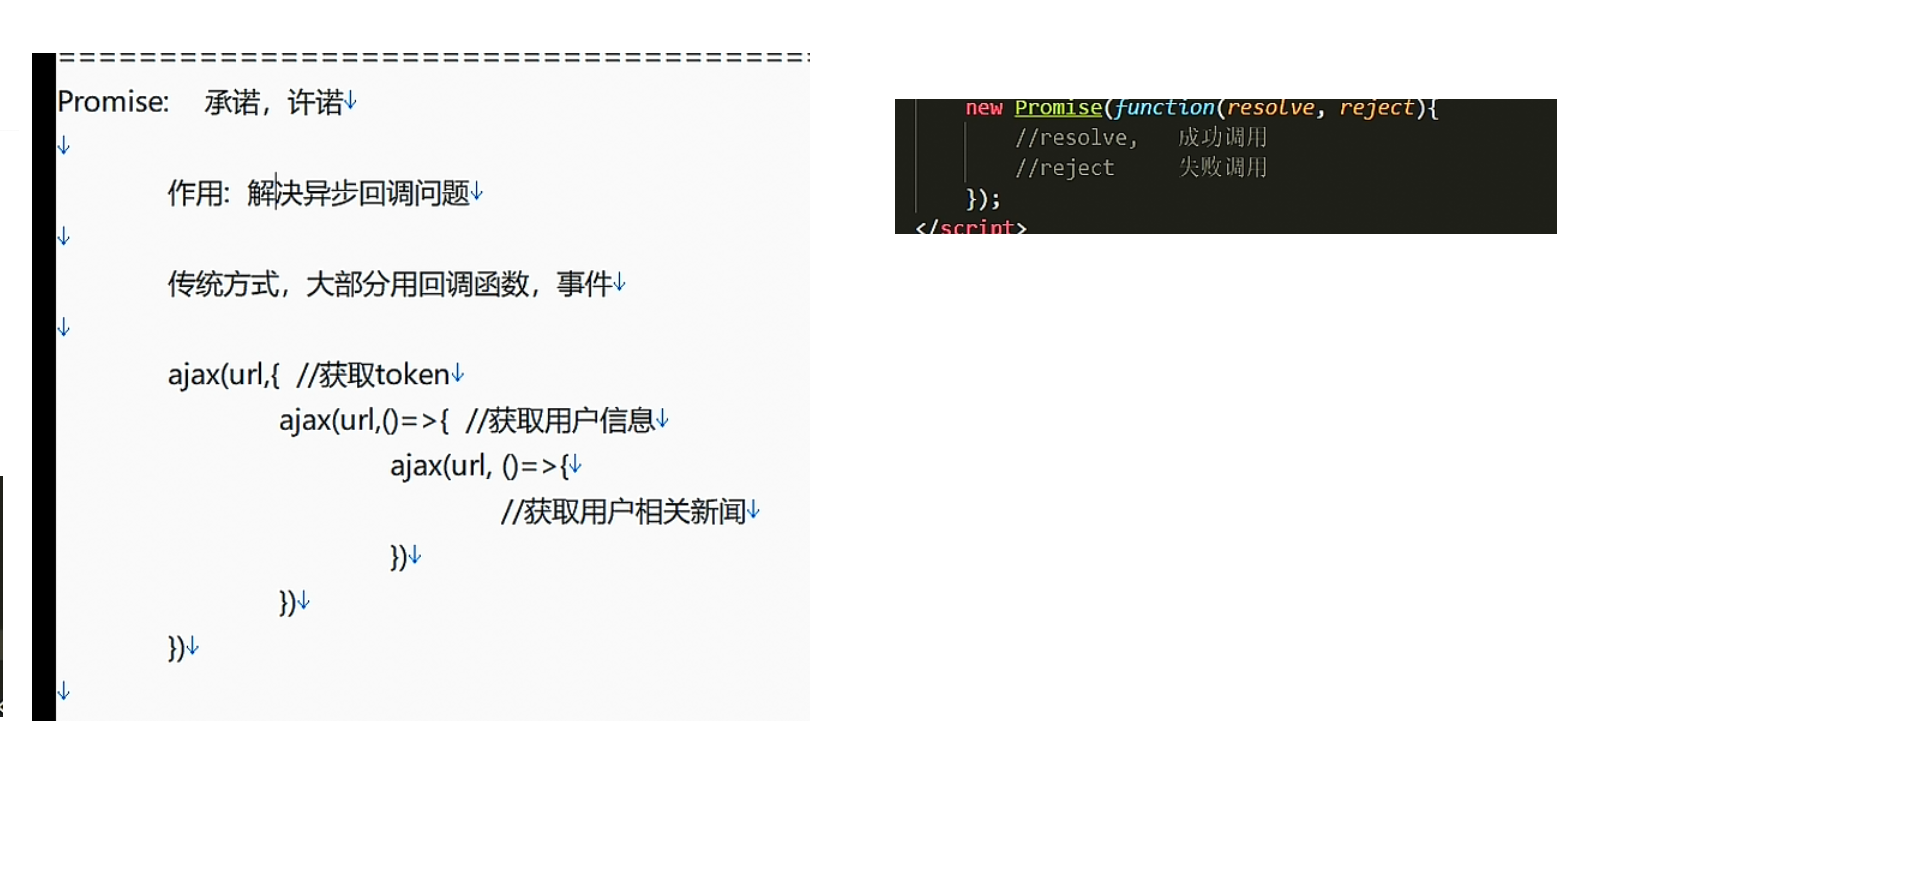 =====================================
Promise: 承诺，许诺↓
↓
作用: 解决异步回调问题↓
↓
传统方式，大部分用回调函数，事件↓
↓
ajax(url,{ //获取token↓
ajax(url,()=>{ //获取用户信息↓
ajax(url, ()=>{↓
//获取用户相关新闻↓
})↓
})↓
})↓
↓
new Promise(function(resolve, reject){
//resolve, 成功调用
//reject 失败调用
});
</script>